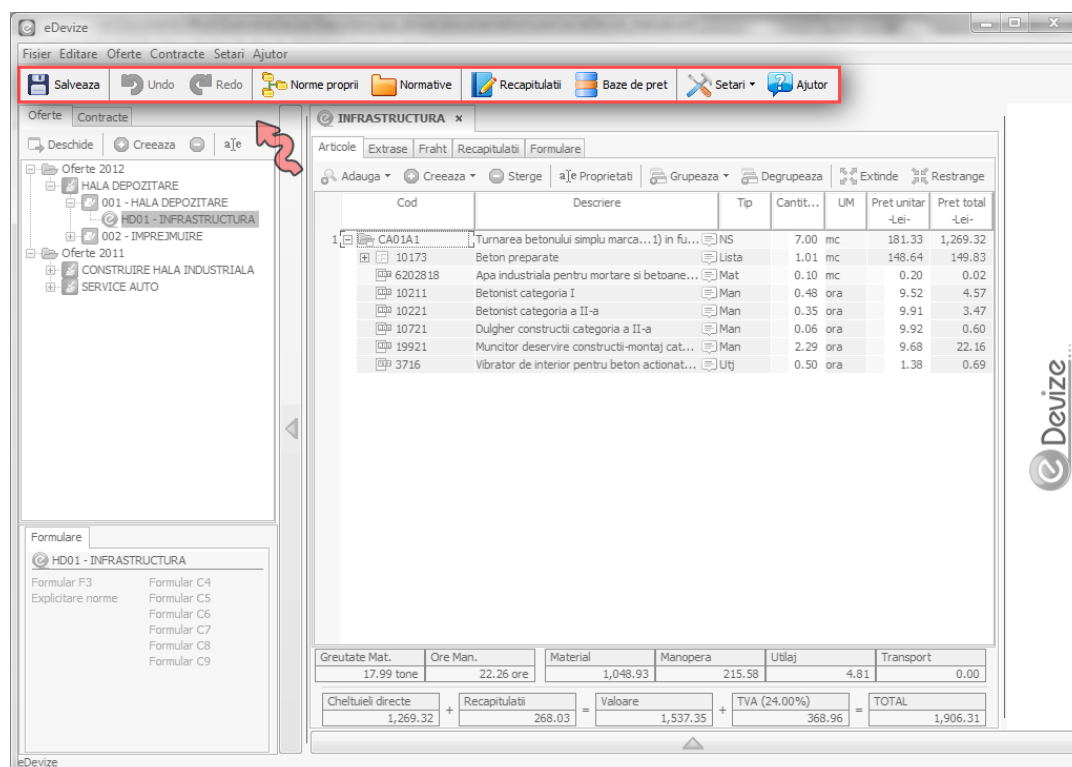 eDevize
Fisier Editare Oferte Contracte Setari Ajutor
Salveaza Undo Redo Norme proprii Normative Recapitulatii Baze de pret Setari Ajutor
Oferte Contracte
Deschide Creeaza aIe
Oferte 2012
HALA DEPOZITARE
001 - HALA DEPOZITARE
HD01 - INFRASTRUCTURA
002 - IMPREJMUIRE
Oferte 2011
CONSTRUIRE HALA INDUSTRIALA
SERVICE AUTO
INFRASTRUCTURA ×
Articole Extrase Fraht Recapitulatii Formulare
Adauga Creeaza Sterge aIe Proprietati Grupeaza Degrupeaza Extinde Restrange
Cod Descriere Tip Cantit... UM Pret unitar -Lei- Pret total -Lei-
1 CA01A1 Turnarea betonului simplu marca...1) in fu... NS 7.00 mc 181.33 1,269.32
10173 Beton preparate Lista 1.01 mc 148.64 149.83
6202818 Apa industriala pentru mortare si betoane... Mat 0.10 mc 0.20 0.02
10211 Betonist categoria I Man 0.48 ora 9.52 4.57
10221 Betonist categoria a II-a Man 0.35 ora 9.91 3.47
10721 Dulgher constructii categoria a II-a Man 0.06 ora 9.92 0.60
19921 Muncitor deservire constructii-montaj cat... Man 2.29 ora 9.68 22.16
3716 Vibrator de interior pentru beton actionat... Utj 0.50 ora 1.38 0.69
eDevize...
Formulare
HD01 - INFRASTRUCTURA
Formular F3 Formular C4
Explicitare norme Formular C5
Formular C6
Formular C7
Formular C8
Formular C9
Greutate Mat. Ore Man. Material Manopera Utilaj Transport
17.99 tone 22.26 ore 1,048.93 215.58 4.81 0.00
Cheltuieli directe + Recapitulatii = Valoare + TVA (24.00%) = TOTAL
1,269.32 268.03 1,537.35 368.96 1,906.31
eDevize